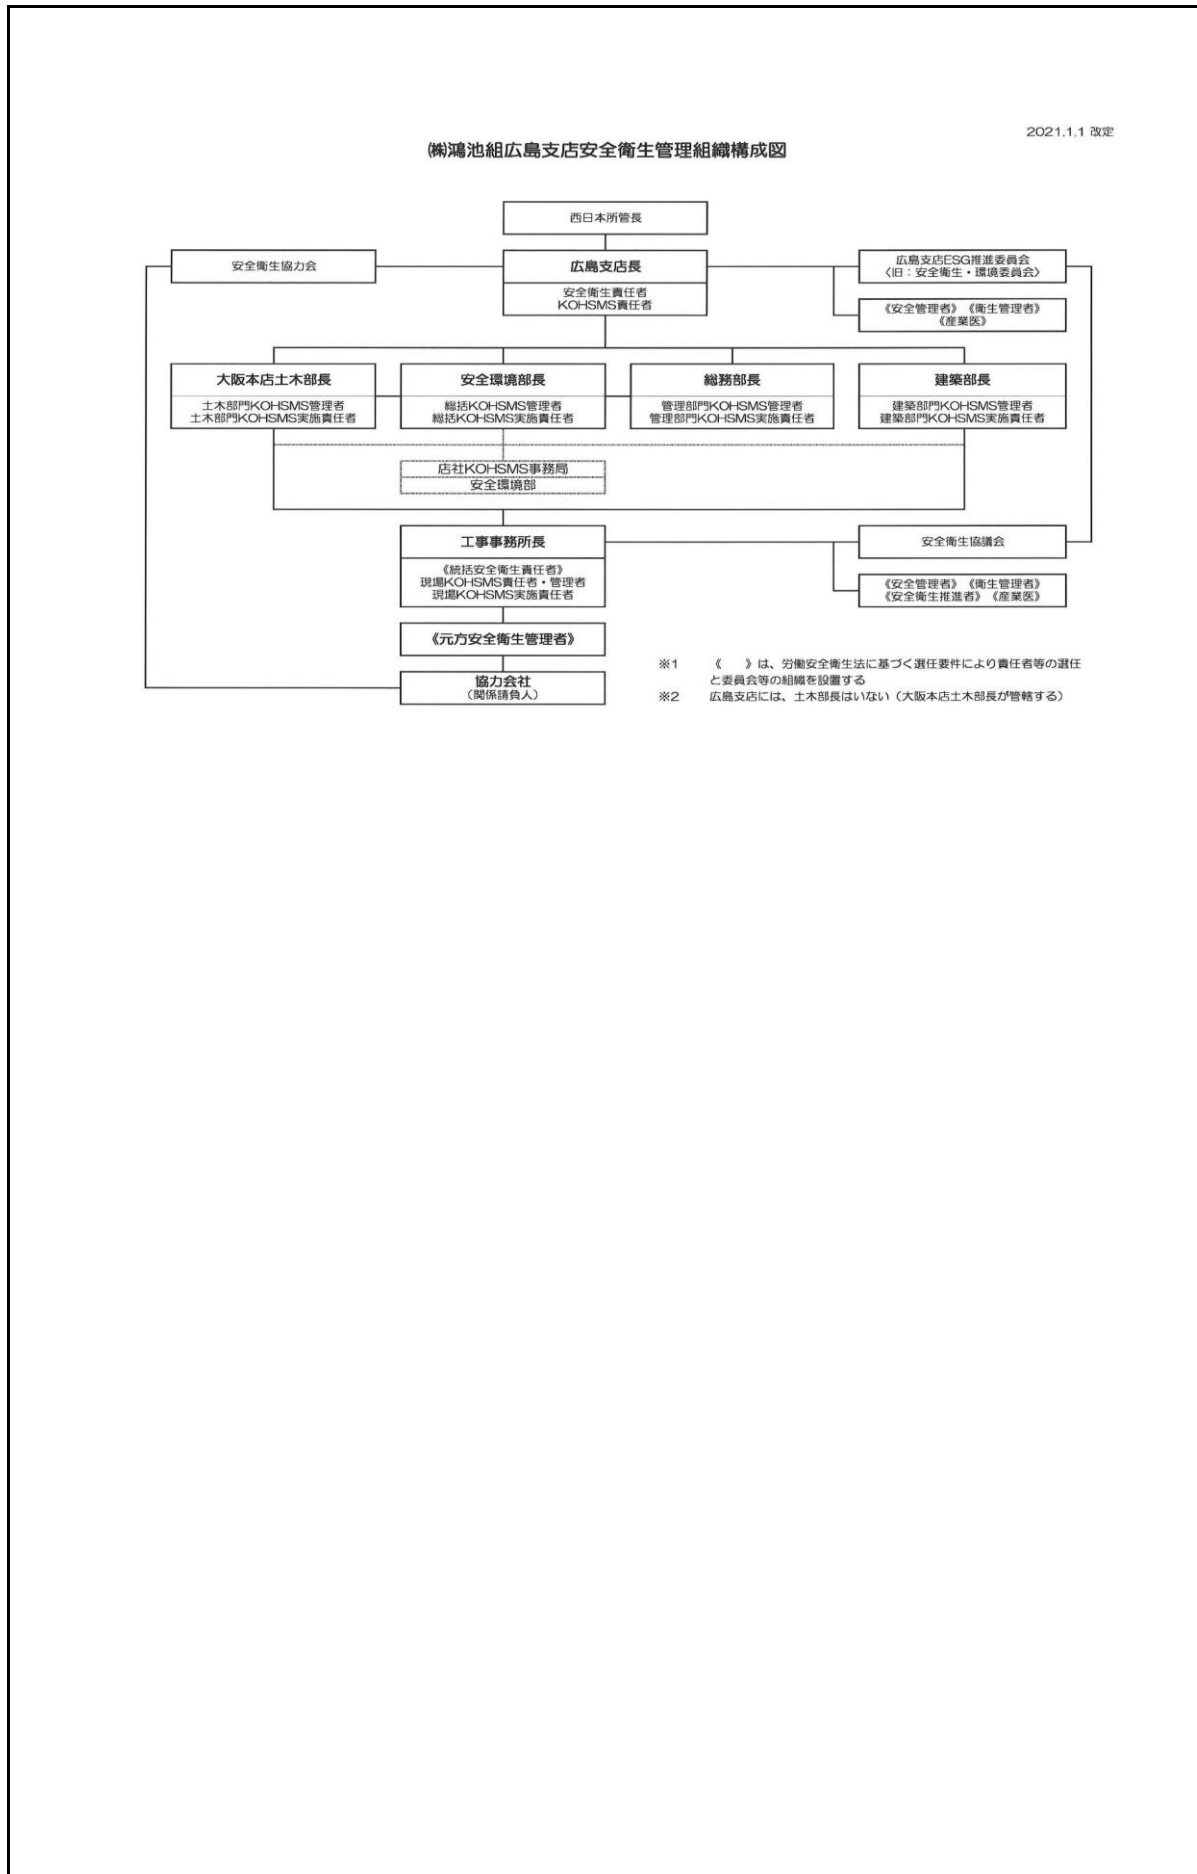 2021.1.1 改定
㈱鴻池組広島支店安全衛生管理組織構成図
西日本所管長
安全衛生協力会
広島支店長
安全衛生責任者
KOHSMS責任者
広島支店ESG推進委員会
〈旧：安全衛生・環境委員会〉
《安全管理者》《衛生管理者》
《産業医》
大阪本店土木部長
土木部門KOHSMS管理者
土木部門KOHSMS実施責任者
安全環境部長
総括KOHSMS管理者
総括KOHSMS実施責任者
総務部長
管理部門KOHSMS管理者
管理部門KOHSMS実施責任者
建築部長
建築部門KOHSMS管理者
建築部門KOHSMS実施責任者
店社KOHSMS事務局
安全環境部
工事事務所長
《統括安全衛生責任者》
現場KOHSMS責任者・管理者
現場KOHSMS実施責任者
安全衛生協議会
《安全管理者》《衛生管理者》
《安全衛生推進者》《産業医》
《元方安全衛生管理者》
協力会社
（関係請負人）
※1 《　》は、労働安全衛生法に基づく選任要件により責任者等の選任
と委員会等の組織を設置する
※2 広島支店には、土木部長はいない（大阪本店土木部長が管轄する）